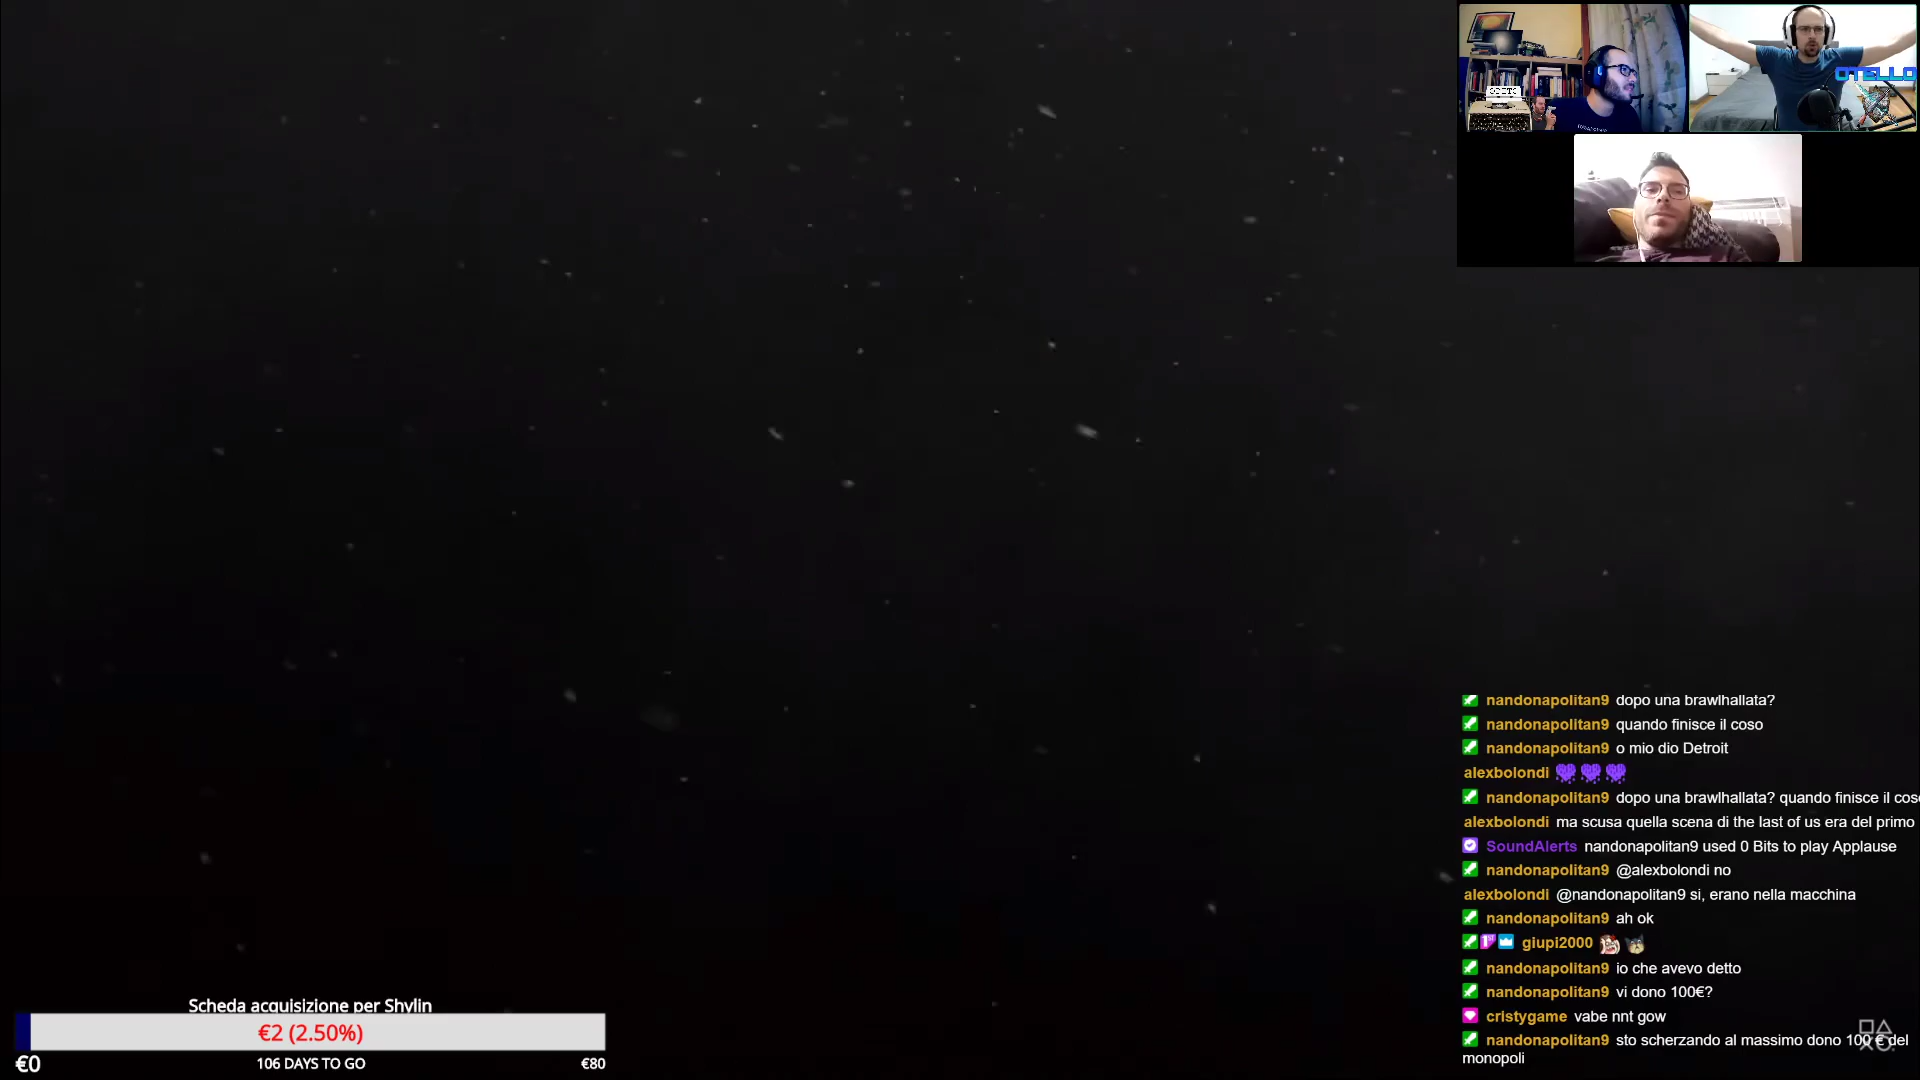 OTELLO
nandonapolitan9 dopo una brawlhallata?
nandonapolitan9 quando finisce il coso
nandonapolitan9 o mio dio Detroit
alexbolondi
nandonapolitan9 dopo una brawlhallata? quando finisce il cos
alexbolondi ma scusa quella scena di the last of us era del primo
SoundAlerts nandonapolitan9 used 0 Bits to play Applause
nandonapolitan9 @alexbolondi no
alexbolondi @nandonapolitan9 si, erano nella macchina
nandonapolitan9 ah ok
giupi2000
nandonapolitan9 io che avevo detto
nandonapolitan9 vi dono 100€?
cristygame vabe nnt gow
nandonapolitan9 sto scherzando al massimo dono 100 € del
monopoli
Scheda acquisizione per Shylin
€2 (2.50%)
€0 106 DAYS TO GO €80